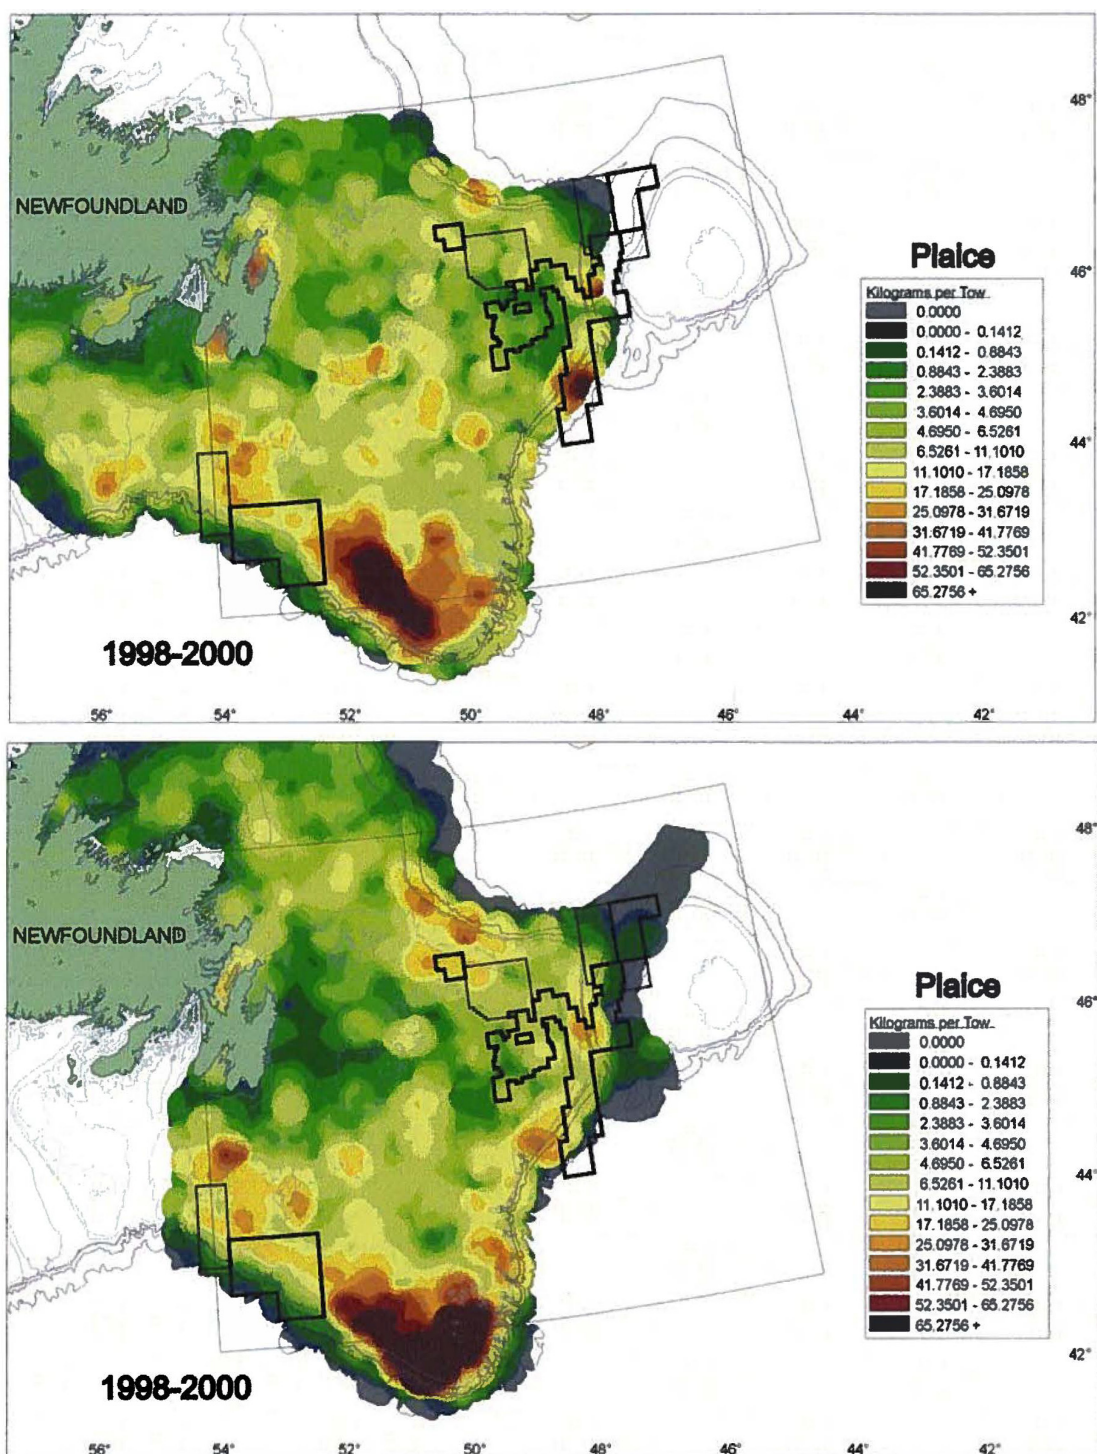 48°
NEWFOUNDLAND
Plaice
46°
Kilograms per Tow
0.0000
0.0000 - 0.1412
0.1412 - 0.8843
0.8843 - 2.3883
2.3883 - 3.6014
3.6014 - 4.6950
4.6950 - 6.5261
6.5261 - 11.1010
11.1010 - 17.1858
17.1858 - 25.0978
25.0978 - 31.6719
31.6719 - 41.7769
41.7769 - 52.3501
52.3501 - 65.2756
65.2756 +
44°
42°
1998-2000
56° 54° 52° 50° 48° 46° 44° 42°
48°
NEWFOUNDLAND
Plaice
46°
Kilograms per Tow
0.0000
0.0000 - 0.1412
0.1412 - 0.8843
0.8843 - 2.3883
2.3883 - 3.6014
3.6014 - 4.6950
4.6950 - 6.5261
6.5261 - 11.1010
11.1010 - 17.1858
17.1858 - 25.0978
25.0978 - 31.6719
31.6719 - 41.7769
41.7769 - 52.3501
52.3501 - 65.2756
65.2756 +
44°
42°
1998-2000
56° 54° 52° 50° 48° 46° 44° 42°